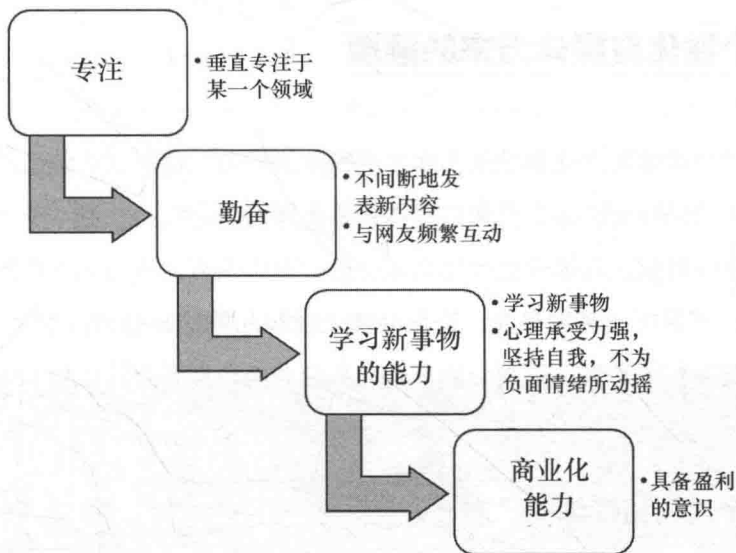 专注
• 垂直专注于
某一个领域
勤奋
• 不间断地发
表新内容
• 与网友频繁互动
学习新事物
的能力
• 学习新事物
• 心理承受力强，
坚持自我，不为
负面情绪所动摇
商业化
能力
• 具备盈利
的意识